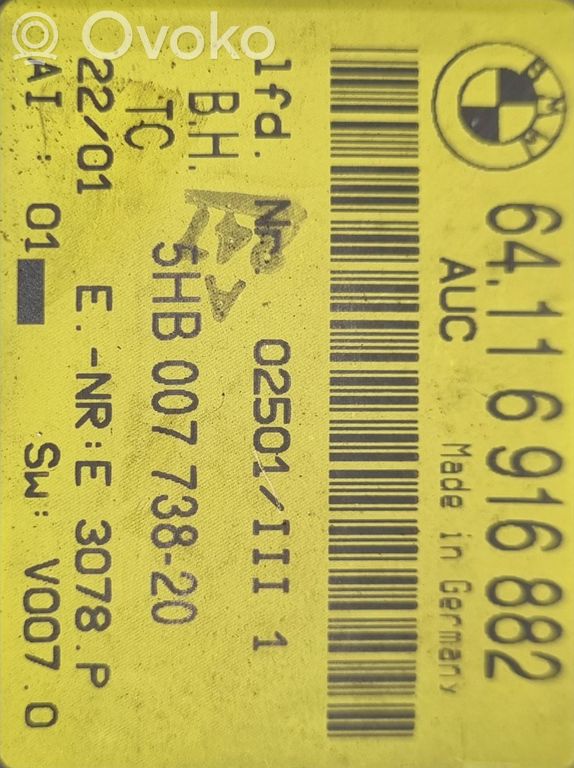 Ovoko
BMW
64.11 6 916 882
AUC Made in Germany
lfd. Nr. 02501/III 1
B.H. 5HB 007 738-20
TC
22/01 E.-NR:E 3078.P
AI : 01 Sw: V007.0